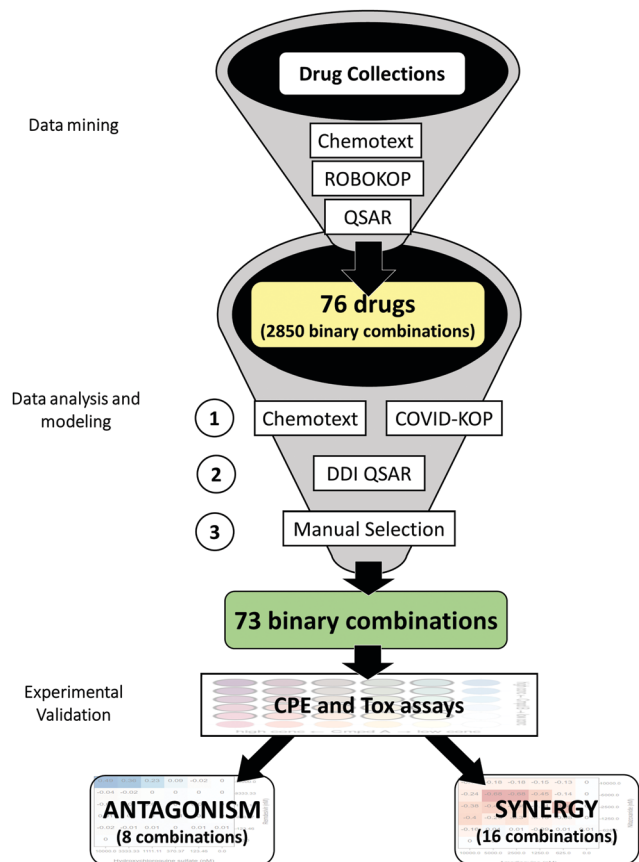 Drug Collections
Data mining
Chemotext
ROBOKOP
QSAR
76 drugs
(2850 binary combinations)
Data analysis and
modeling
1
Chemotext
COVID-KOP
2
DDI QSAR
3
Manual Selection
73 binary combinations
Experimental
Validation
CPE and Tox assays
ANTAGONISM
(8 combinations)
SYNERGY
(16 combinations)